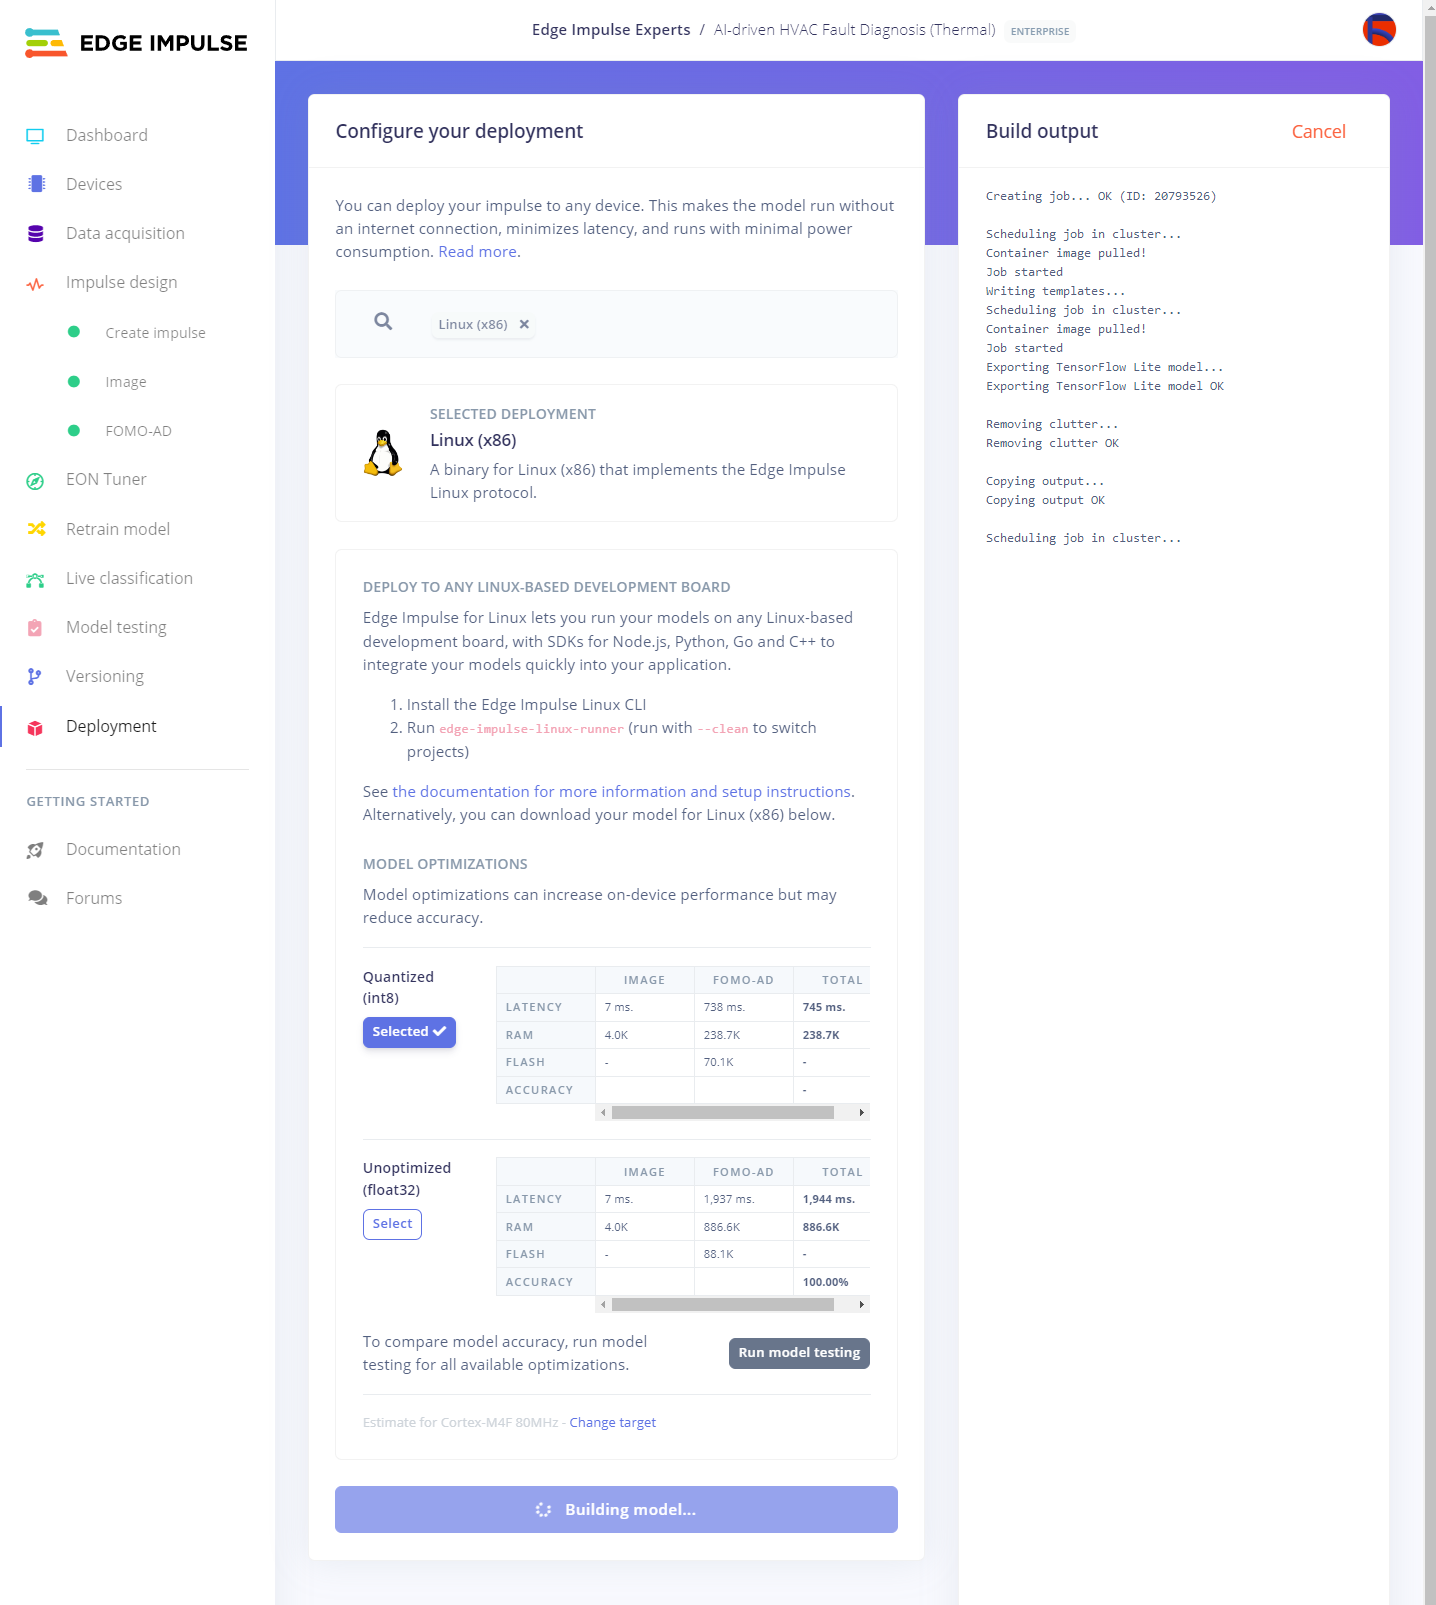 EDGE IMPULSE
Edge Impulse Experts / AI-driven HVAC Fault Diagnosis (Thermal) ENTERPRISE
Dashboard
Devices
Data acquisition
Impulse design
Create impulse
Image
FOMO-AD
EON Tuner
Retrain model
Live classification
Model testing
Versioning
Deployment
GETTING STARTED
Documentation
Forums
Configure your deployment
You can deploy your impulse to any device. This makes the model run without
an internet connection, minimizes latency, and runs with minimal power
consumption. Read more.
Linux (x86) ×
SELECTED DEPLOYMENT
Linux (x86)
A binary for Linux (x86) that implements the Edge Impulse
Linux protocol.
DEPLOY TO ANY LINUX-BASED DEVELOPMENT BOARD
Edge Impulse for Linux lets you run your models on any Linux-based
development board, with SDKs for Node.js, Python, Go and C++ to
integrate your models quickly into your application.
1. Install the Edge Impulse Linux CLI
2. Run edge-impulse-linux-runner (run with --clean to switch
projects)
See the documentation for more information and setup instructions.
Alternatively, you can download your model for Linux (x86) below.
MODEL OPTIMIZATIONS
Model optimizations can increase on-device performance but may
reduce accuracy.
Quantized
(int8)
Selected
IMAGE FOMO-AD TOTAL
LATENCY 7 ms. 738 ms. 745 ms.
RAM 4.0K 238.7K 238.7K
FLASH - 70.1K -
ACCURACY -
Unoptimized
(float32)
Select
IMAGE FOMO-AD TOTAL
LATENCY 7 ms. 1,937 ms. 1,944 ms.
RAM 4.0K 886.6K 886.6K
FLASH - 88.1K -
ACCURACY 100.00%
To compare model accuracy, run model
testing for all available optimizations.
Run model testing
Estimate for Cortex-M4F 80MHz - Change target
Building model...
Build output
Cancel
Creating job... OK (ID: 20793526)
Scheduling job in cluster...
Container image pulled!
Job started
Writing templates...
Scheduling job in cluster...
Container image pulled!
Job started
Exporting TensorFlow Lite model...
Exporting TensorFlow Lite model OK
Removing clutter...
Removing clutter OK
Copying output...
Copying output OK
Scheduling job in cluster...